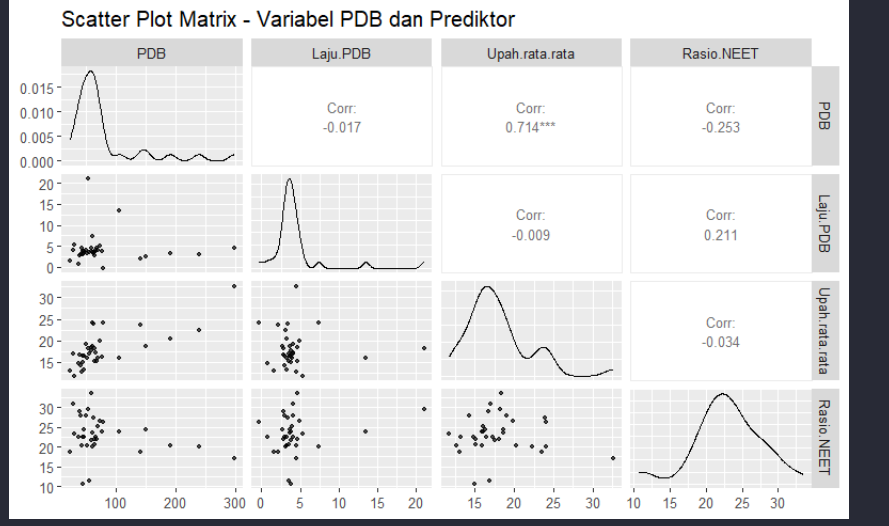 Scatter Plot Matrix - Variabel PDB dan Prediktor
PDB
Laju.PDB
Upah.rata.rata
Rasio.NEET
0.015
0.010
0.005
0.000
Corr:
-0.017
Corr:
0.714***
Corr:
-0.253
PDB
20
15
10
5
0
Corr:
-0.009
Corr:
0.211
Laju.PDB
30
25
20
15
Corr:
-0.034
Upah.rata.rata
30
25
20
15
10
Rasio.NEET
100 200 300
0 5 10 15 20
15 20 25 30
10 15 20 25 30